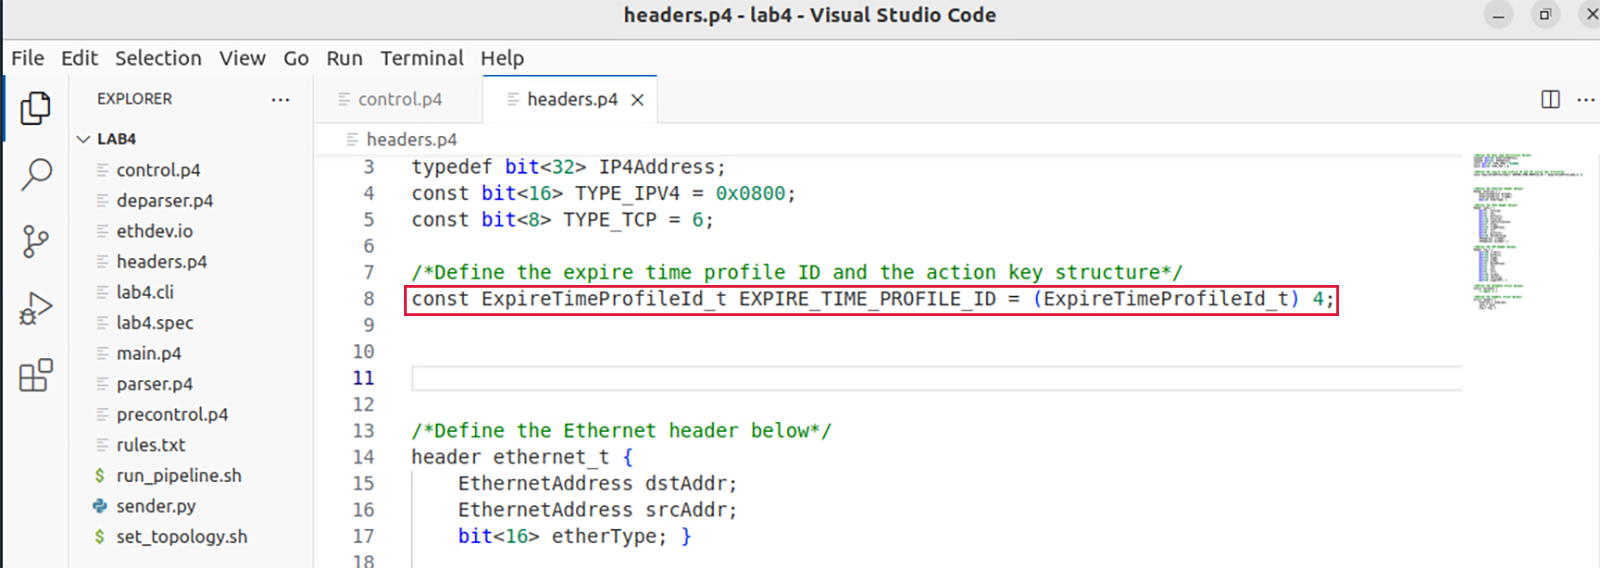 headers.p4 - lab4 - Visual Studio Code
File Edit Selection View Go Run Terminal Help
EXPLORER ...
control.p4 headers.p4
LAB4
headers.p4
control.p4
deparser.p4
ethdev.io
headers.p4
lab4.cli
lab4.spec
main.p4
parser.p4
precontrol.p4
rules.txt
$ run_pipeline.sh
sender.py
$ set_topology.sh
3 typedef bit<32> IP4Address;
4 const bit<16> TYPE_IPV4 = 0x0800;
5 const bit<8> TYPE_TCP = 6;
6
7 /*Define the expire time profile ID and the action key structure*/
8 const ExpireTimeProfileId_t EXPIRE_TIME_PROFILE_ID = (ExpireTimeProfileId_t) 4;
9
10
11
12
13 /*Define the Ethernet header below*/
14 header ethernet_t {
15 EthernetAddress dstAddr;
16 EthernetAddress srcAddr;
17 bit<16> etherType; }
18